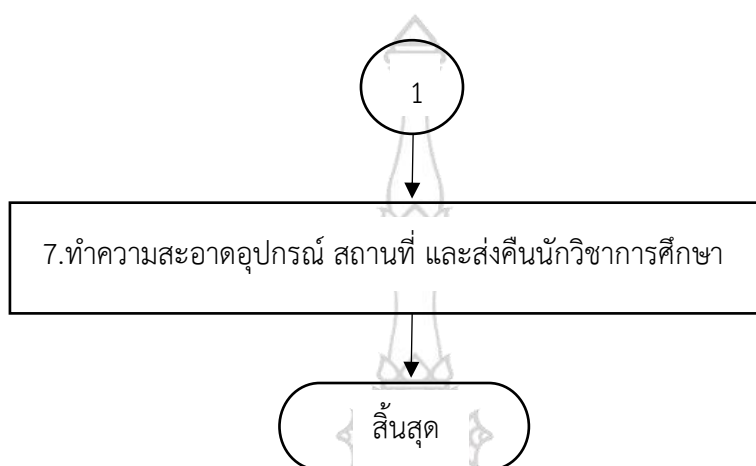 1
7.ทำความสะอาดอุปกรณ์ สถานที่ และส่งคืนนักวิชาการศึกษา
สิ้นสุด